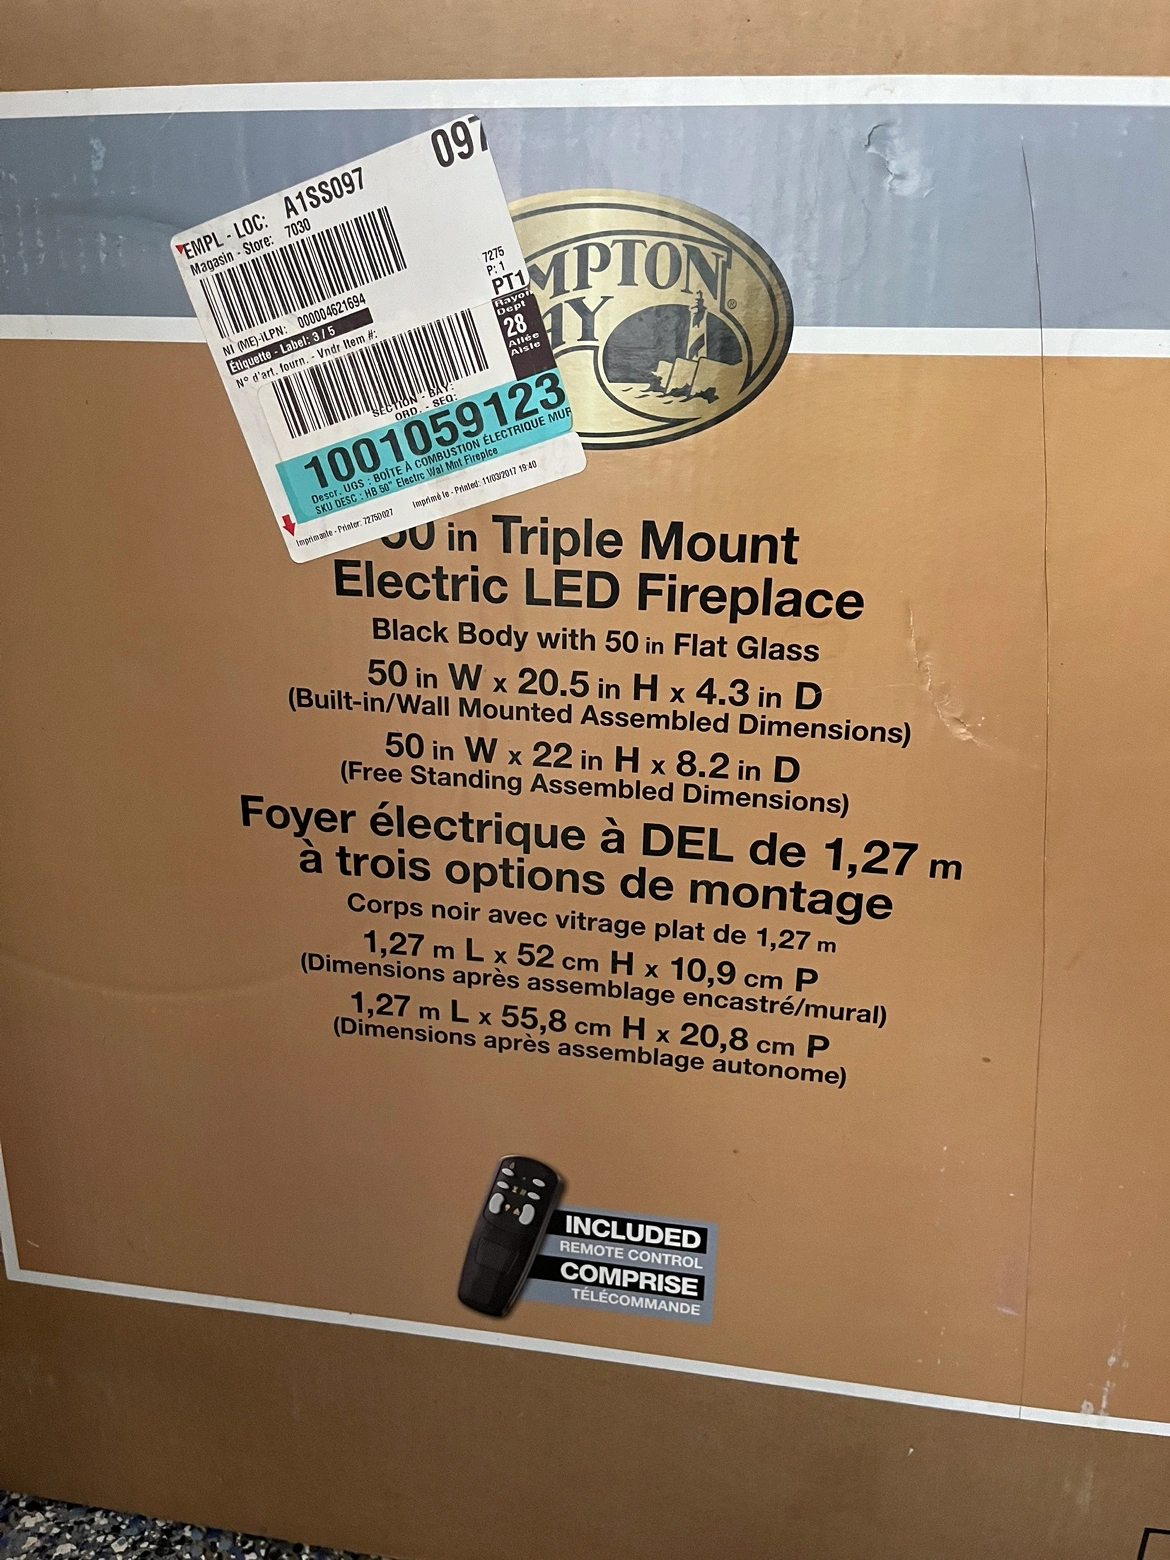 097
EMPL - LOC: A1SS097
Magasin - Store: 7030
7275
P: 1
PT1
N1 (ME)-ILPN: 000004621694
Étiquette - Label: 3 / 5
N° d'art. fourn. - Vndr Item #:
Rayon
Dept
28
Allée
Aisle
SECTION - BAY:
ORD. - SEQ:
1001059123
Descr. UGS : BOÎTE À COMBUSTION ÉLECTRIQUE MUR
SKU DESC : HB 50" Electrc Wal Mnt Fireplce
Imprimante - Printer: 72750027 Imprimé le - Printed: 11/03/2017 19:40
MPTON
AY ®
50 in Triple Mount
Electric LED Fireplace
Black Body with 50 in Flat Glass
50 in W x 20.5 in H x 4.3 in D
(Built-in/Wall Mounted Assembled Dimensions)
50 in W x 22 in H x 8.2 in D
(Free Standing Assembled Dimensions)
Foyer électrique à DEL de 1,27 m
à trois options de montage
Corps noir avec vitrage plat de 1,27 m
1,27 m L x 52 cm H x 10,9 cm P
(Dimensions après assemblage encastré/mural)
1,27 m L x 55,8 cm H x 20,8 cm P
(Dimensions après assemblage autonome)
INCLUDED
REMOTE CONTROL
COMPRISE
TÉLÉCOMMANDE